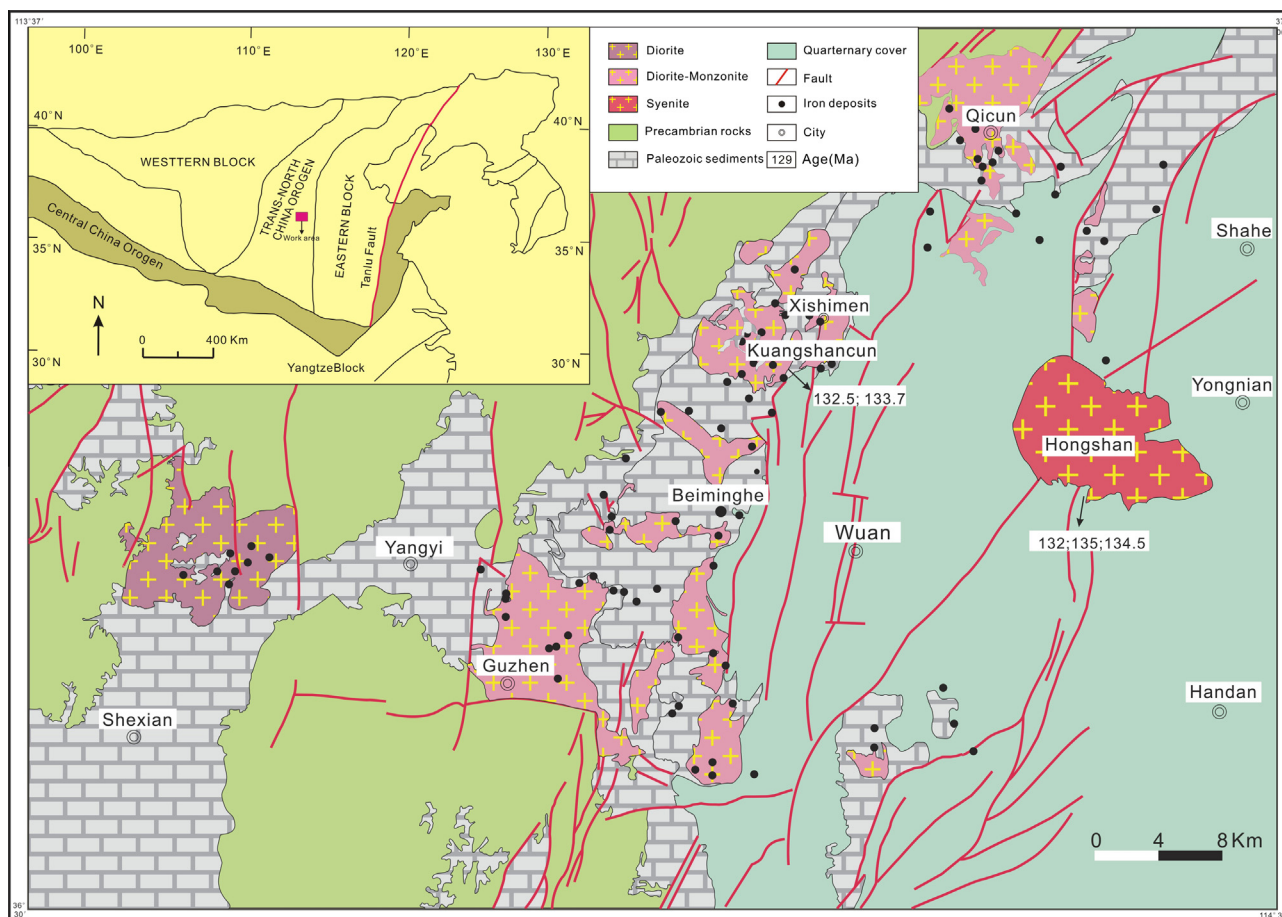 113°37'
100°E
110°E
120°E
130°E
40°N
40°N
WESTTERN BLOCK
TRANS-NORTH
CHINA OROGEN
EASTERN BLOCK
Tanlu Fault
Central China Orogen
Work area
35°N
35°N
N
0 400 Km
30°N
30°N
YangtzeBlock
Diorite
Diorite-Monzonite
Syenite
Precambrian rocks
Paleozoic sediments
Quarternary cover
Fault
Iron deposits
City
129 Age(Ma)
Qicun
Shahe
Xishimen
Kuangshancun
132.5; 133.7
Yongnian
Hongshan
Beiminghe
Wuan
132;135;134.5
Yangyi
Guzhen
Shexian
Handan
0 4 8 Km
36°
30'